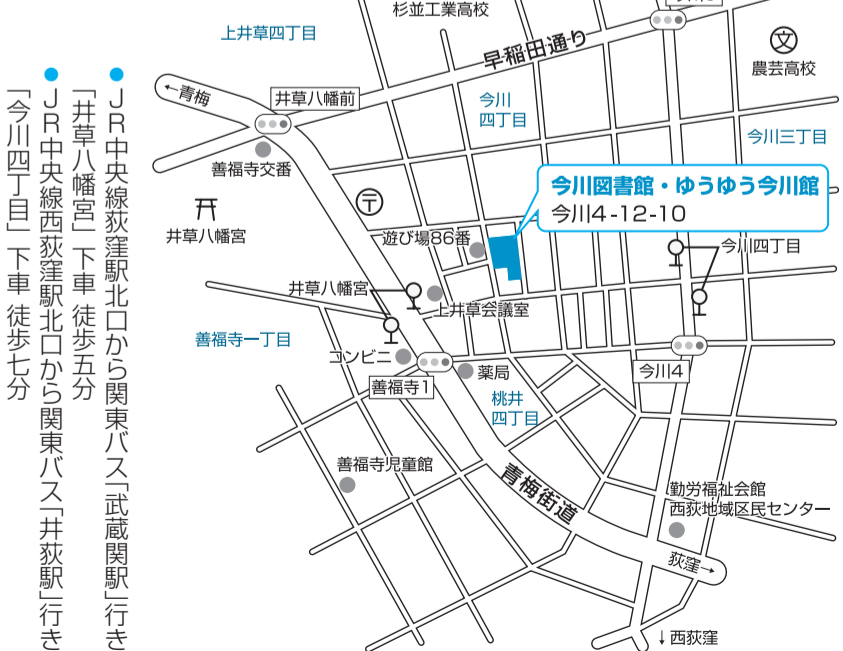 ●JR中央線荻窪駅北口から関東バス「武蔵関駅」行き
「井草八幡宮」下車 徒歩五分
●JR中央線西荻窪駅北口から関東バス「井荻駅」行き
「今川四丁目」下車 徒歩七分
杉並工業高校
上井草四丁目
早稲田通り
文
農芸高校
←青梅
井草八幡前
今川
四丁目
今川三丁目
善福寺交番
今川図書館・ゆうゆう今川館
今川4-12-10
〒
井草八幡宮
遊び場86番
今川四丁目
井草八幡宮
上井草会議室
善福寺一丁目
コンビニ
薬局
今川4
善福寺1
桃井
四丁目
善福寺児童館
青梅街道
勤労福祉会館
西荻地域区民センター
荻窪→
↓西荻窪